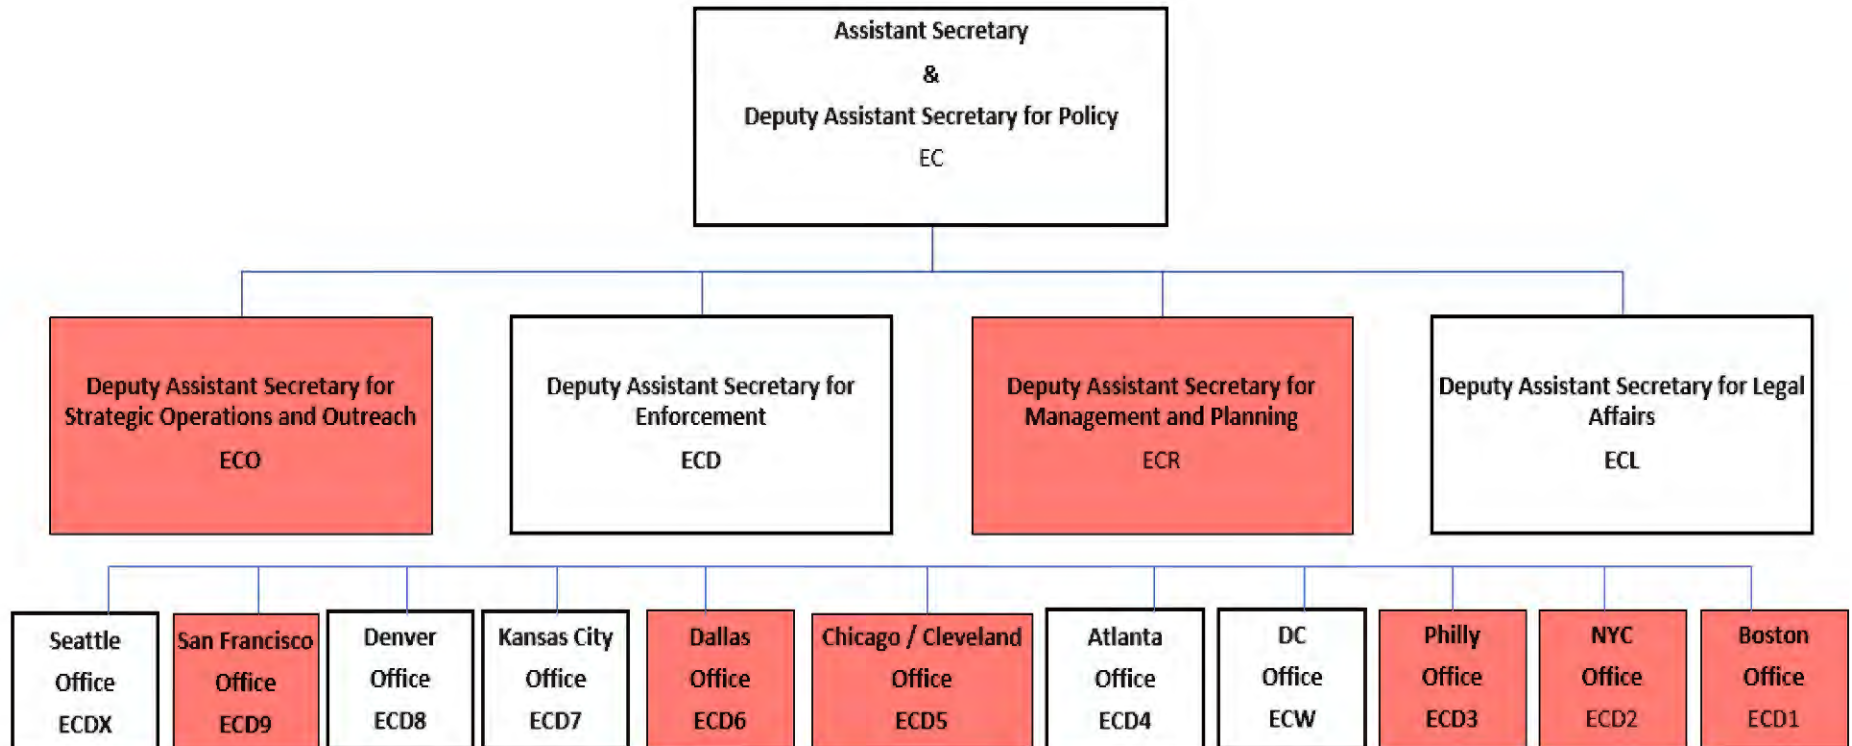 Assistant Secretary
&
Deputy Assistant Secretary for Policy
EC
Deputy Assistant Secretary for
Strategic Operations and Outreach
ECO
Deputy Assistant Secretary for
Enforcement
ECD
Deputy Assistant Secretary for
Management and Planning
ECR
Deputy Assistant Secretary for Legal
Affairs
ECL
Seattle
Office
ECDX
San Francisco
Office
ECD9
Denver
Office
ECD8
Kansas City
Office
ECD7
Dallas
Office
ECD6
Chicago / Cleveland
Office
ECD5
Atlanta
Office
ECD4
DC
Office
ECW
Philly
Office
ECD3
NYC
Office
ECD2
Boston
Office
ECD1